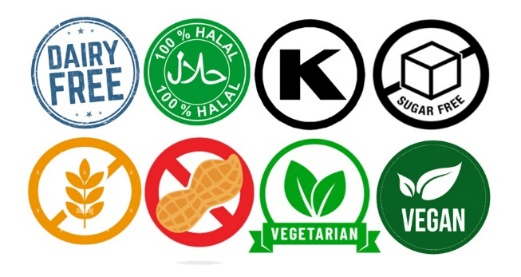 DAIRY
FREE
100 % HALAL
حلال
100 % HALAL
K
SUGAR FREE
VEGETARIAN
VEGAN